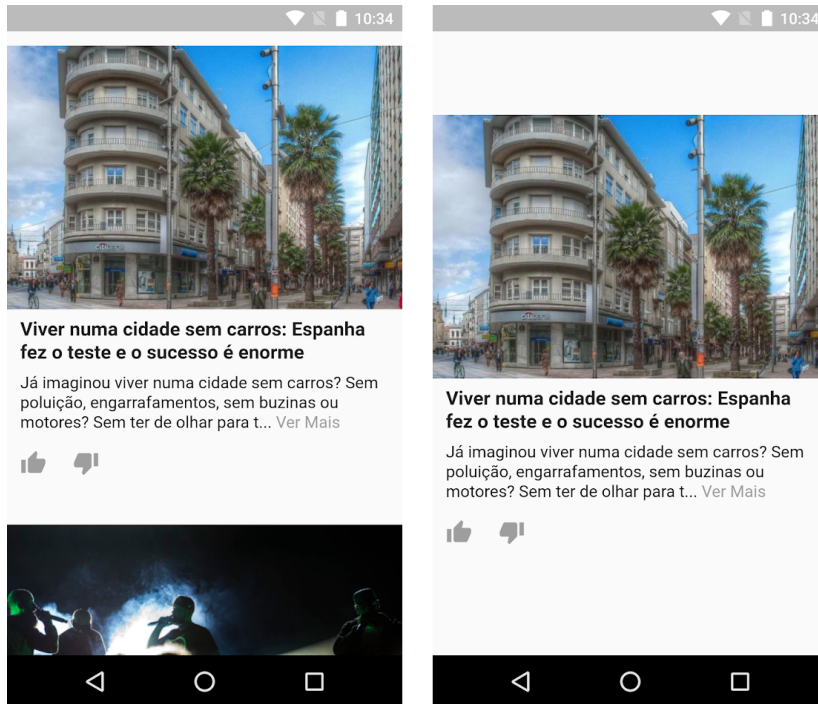 10:34
Viver numa cidade sem carros: Espanha
fez o teste e o sucesso é enorme
Já imaginou viver numa cidade sem carros? Sem
poluição, engarrafamentos, sem buzinas ou
motores? Sem ter de olhar para t... Ver Mais
10:34
Viver numa cidade sem carros: Espanha
fez o teste e o sucesso é enorme
Já imaginou viver numa cidade sem carros? Sem
poluição, engarrafamentos, sem buzinas ou
motores? Sem ter de olhar para t... Ver Mais